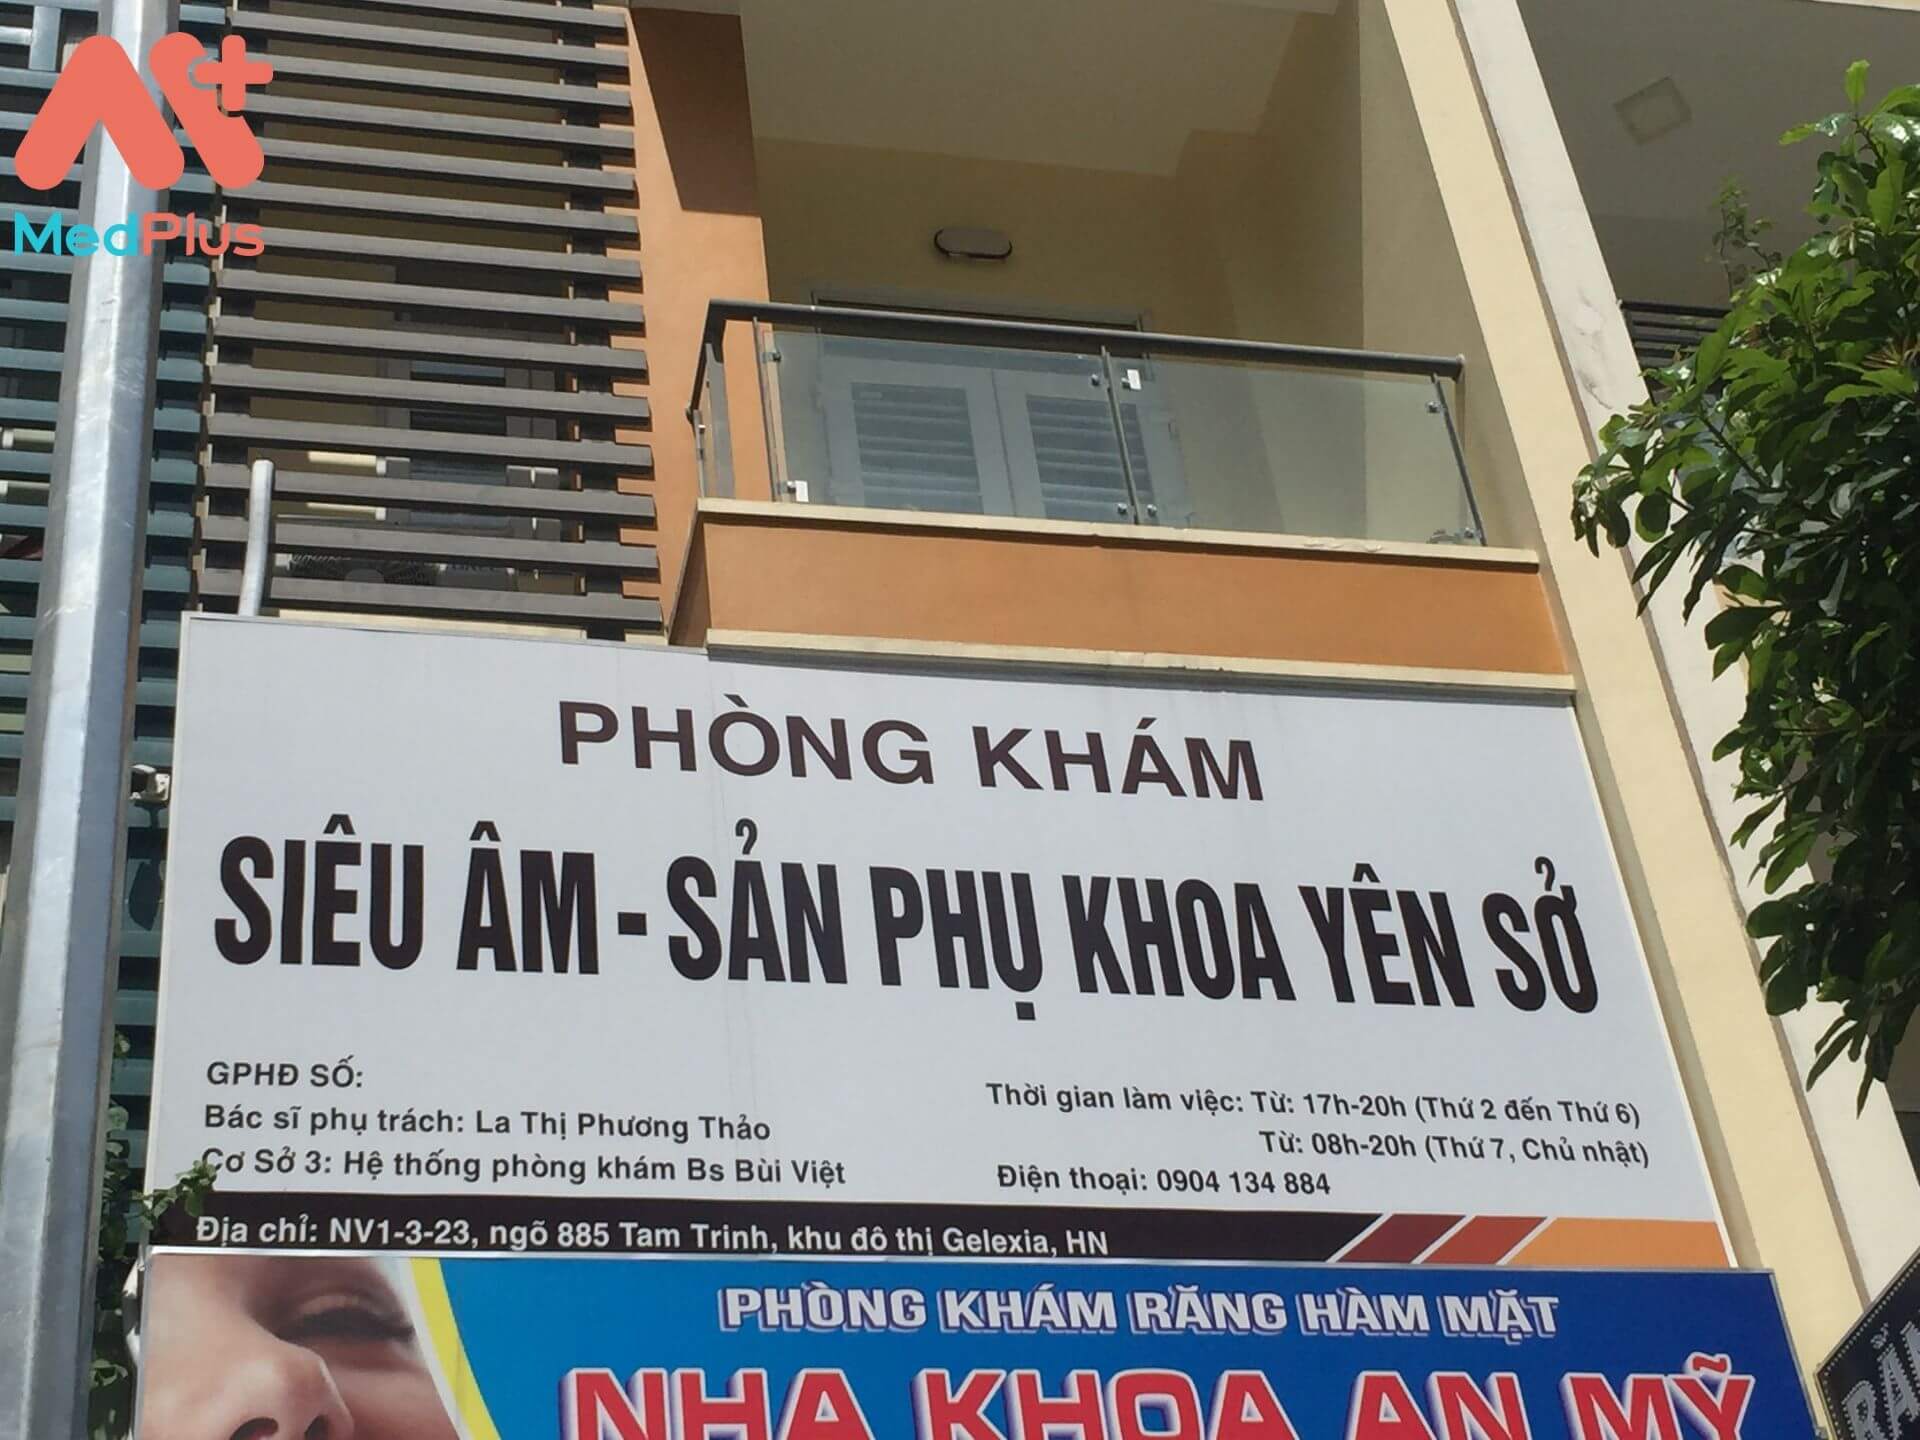 MedPlus
PHÒNG KHÁM
SIÊU ÂM - SẢN PHỤ KHOA YÊN SỞ
GPHĐ SỐ:
Bác sĩ phụ trách: La Thị Phương Thảo
Cơ Sở 3: Hệ thống phòng khám Bs Bùi Việt
Thời gian làm việc: Từ: 17h-20h (Thứ 2 đến Thứ 6)
Từ: 08h-20h (Thứ 7, Chủ nhật)
Điện thoại: 0904 134 884
Địa chỉ: NV1-3-23, ngõ 885 Tam Trinh, khu đô thị Gelexia, HN
PHÒNG KHÁM RĂNG HÀM MẶT
NHA KHOA AN MỸ